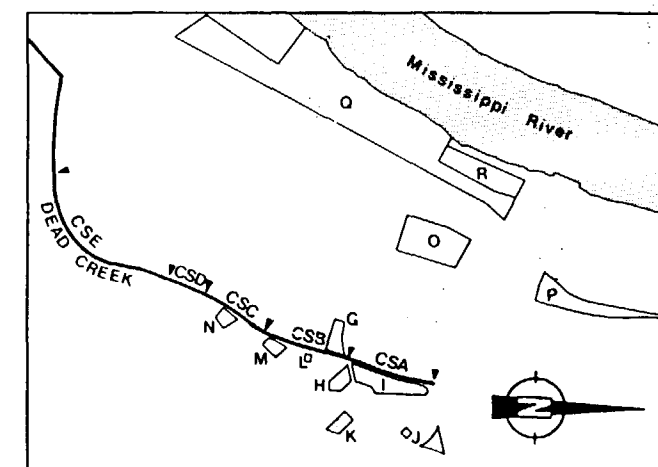 Mississippi River
Q
R
O
P
CSE
DEAD CREEK
CSD
CSC
N
G
CSB
M
L
CSA
H
I
K
J
N